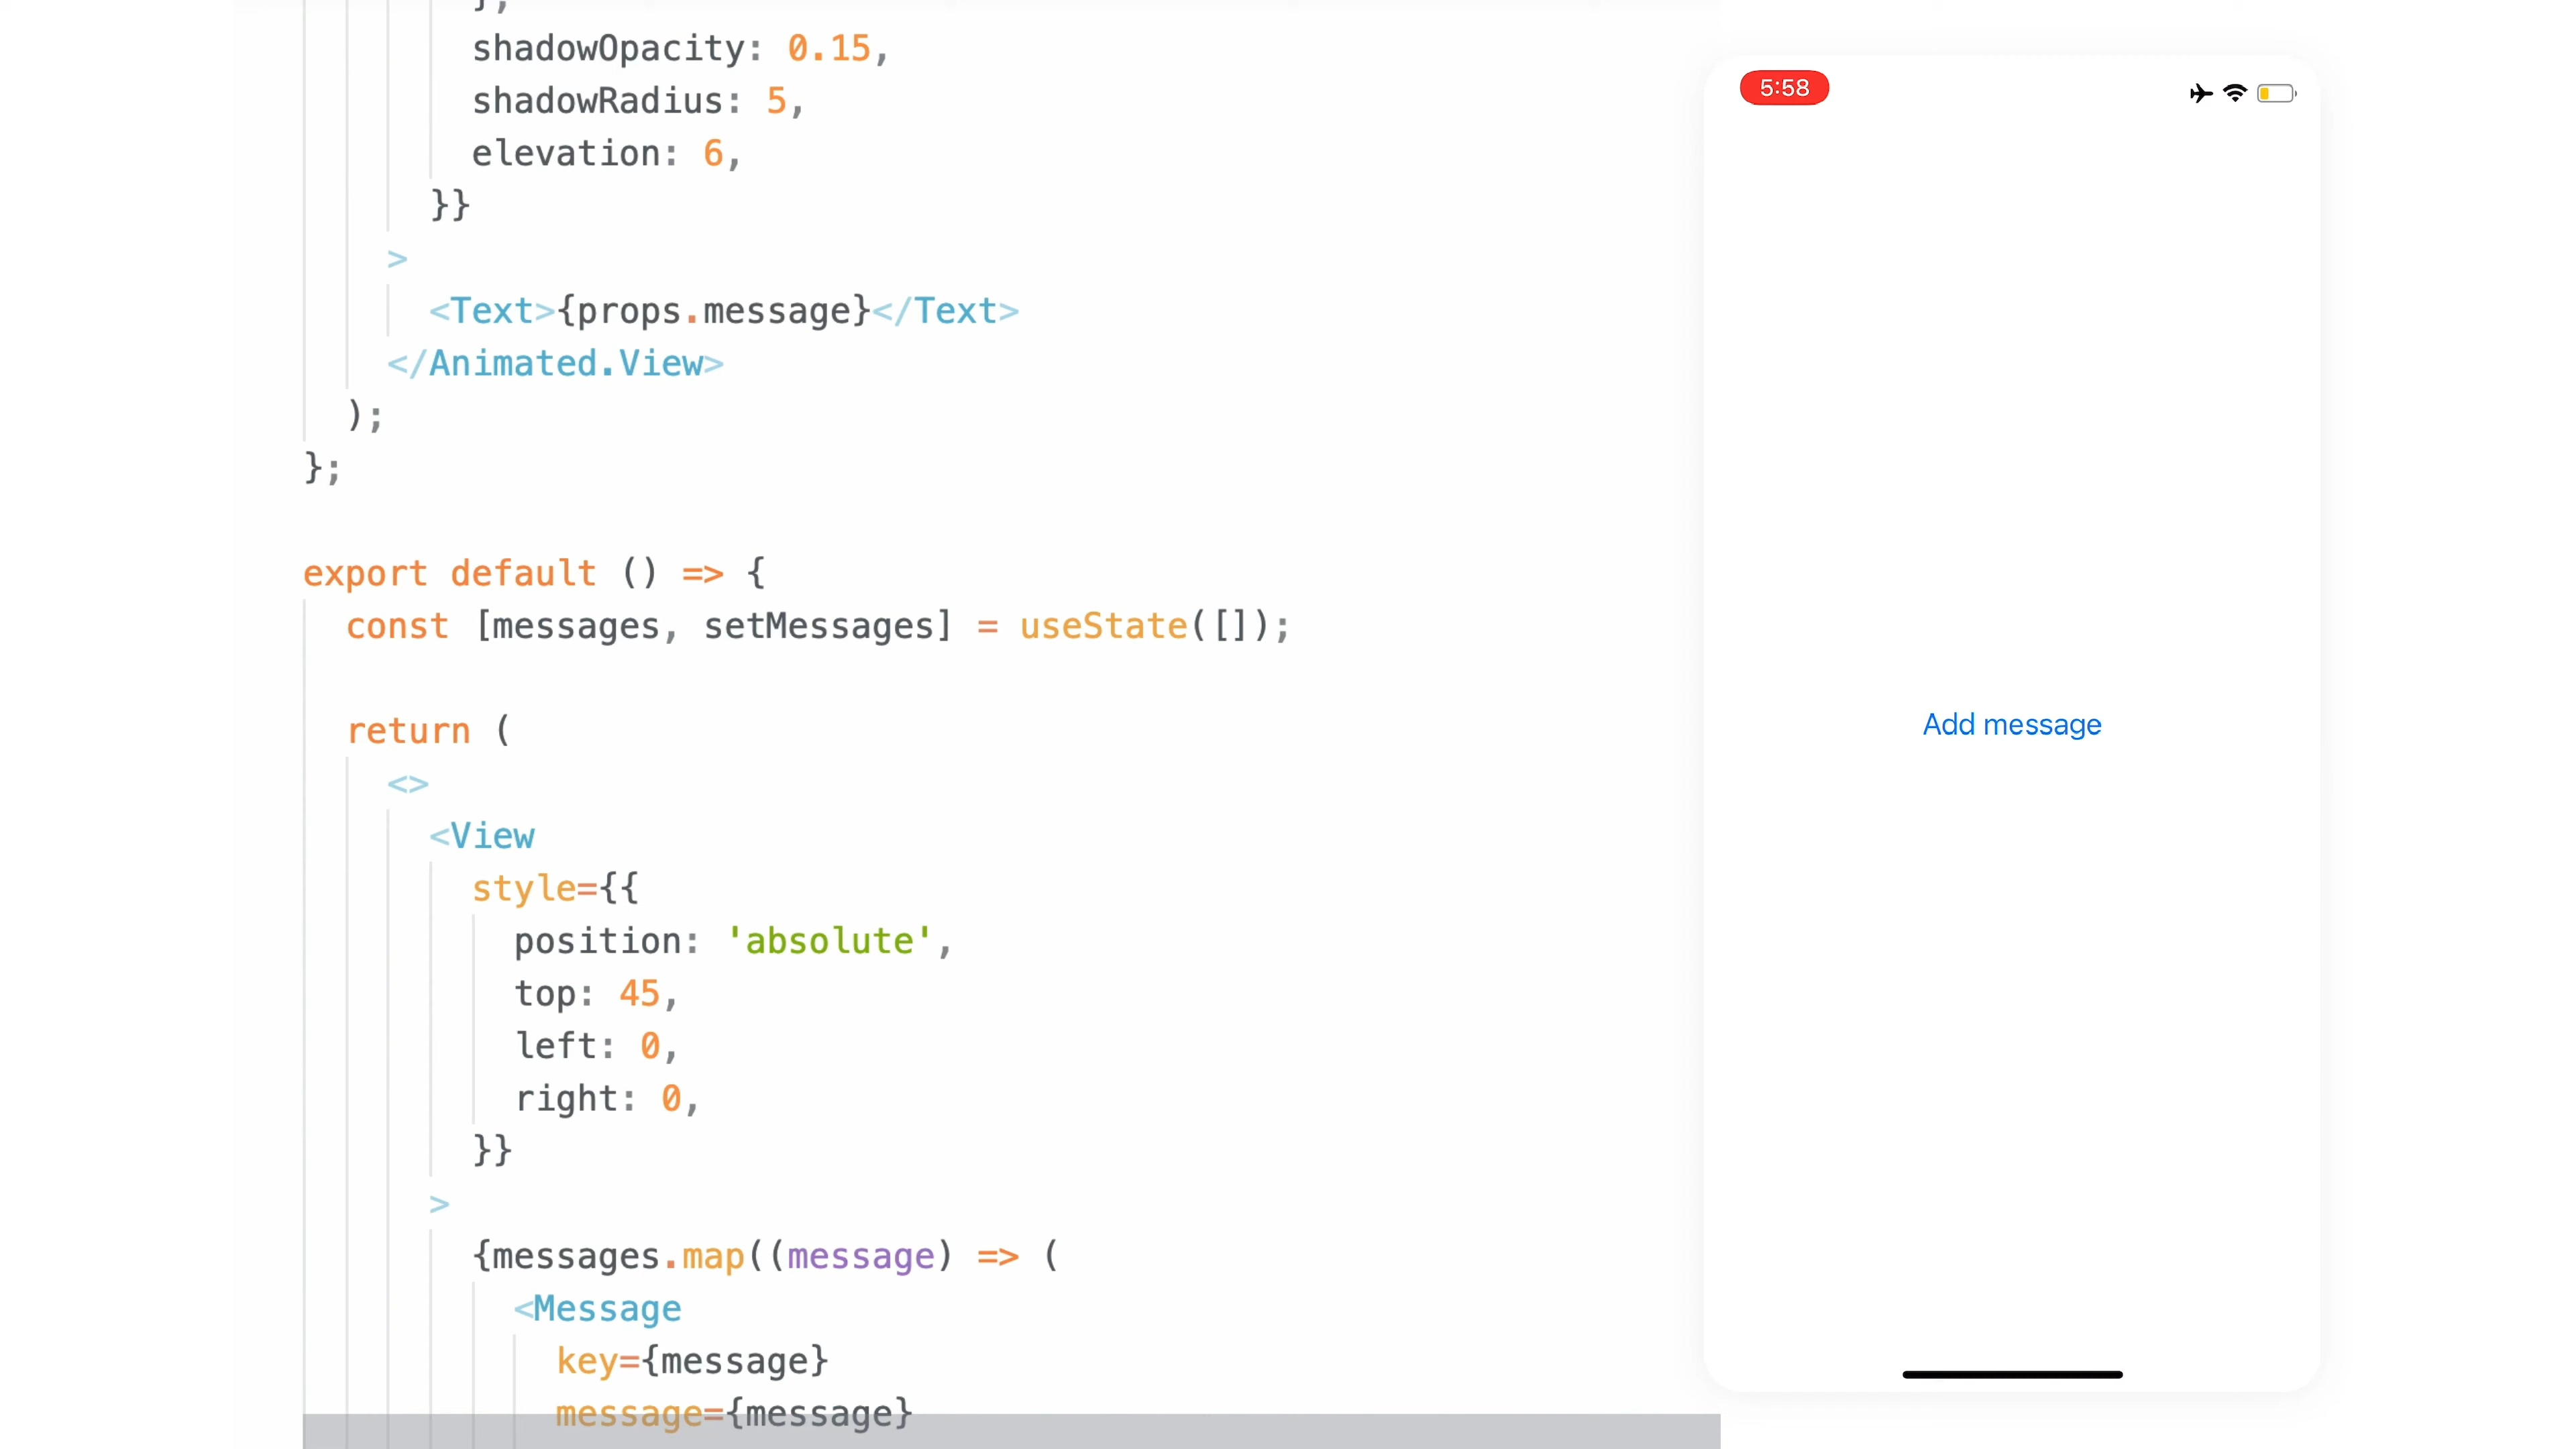 },
shadowOpacity: 0.15,
shadowRadius: 5,
elevation: 6,
}}
>
<Text>{props.message}</Text>
</Animated.View>
);
};
export default () => {
const [messages, setMessages] = useState([]);
return (
<>
<View
style={{
position: 'absolute',
top: 45,
left: 0,
right: 0,
}}
>
{messages.map((message) => (
<Message
key={message}
message={message}
5:58
Add message